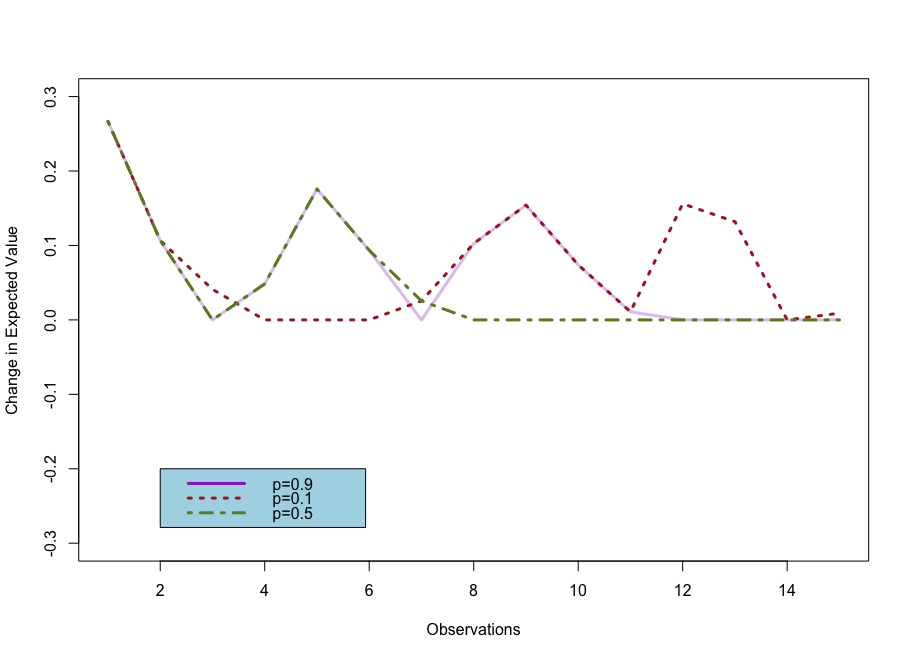 Change in Expected Value
0.3
0.2
0.1
0.0
-0.1
-0.2
-0.3
p=0.9
p=0.1
p=0.5
2 4 6 8 10 12 14
Observations